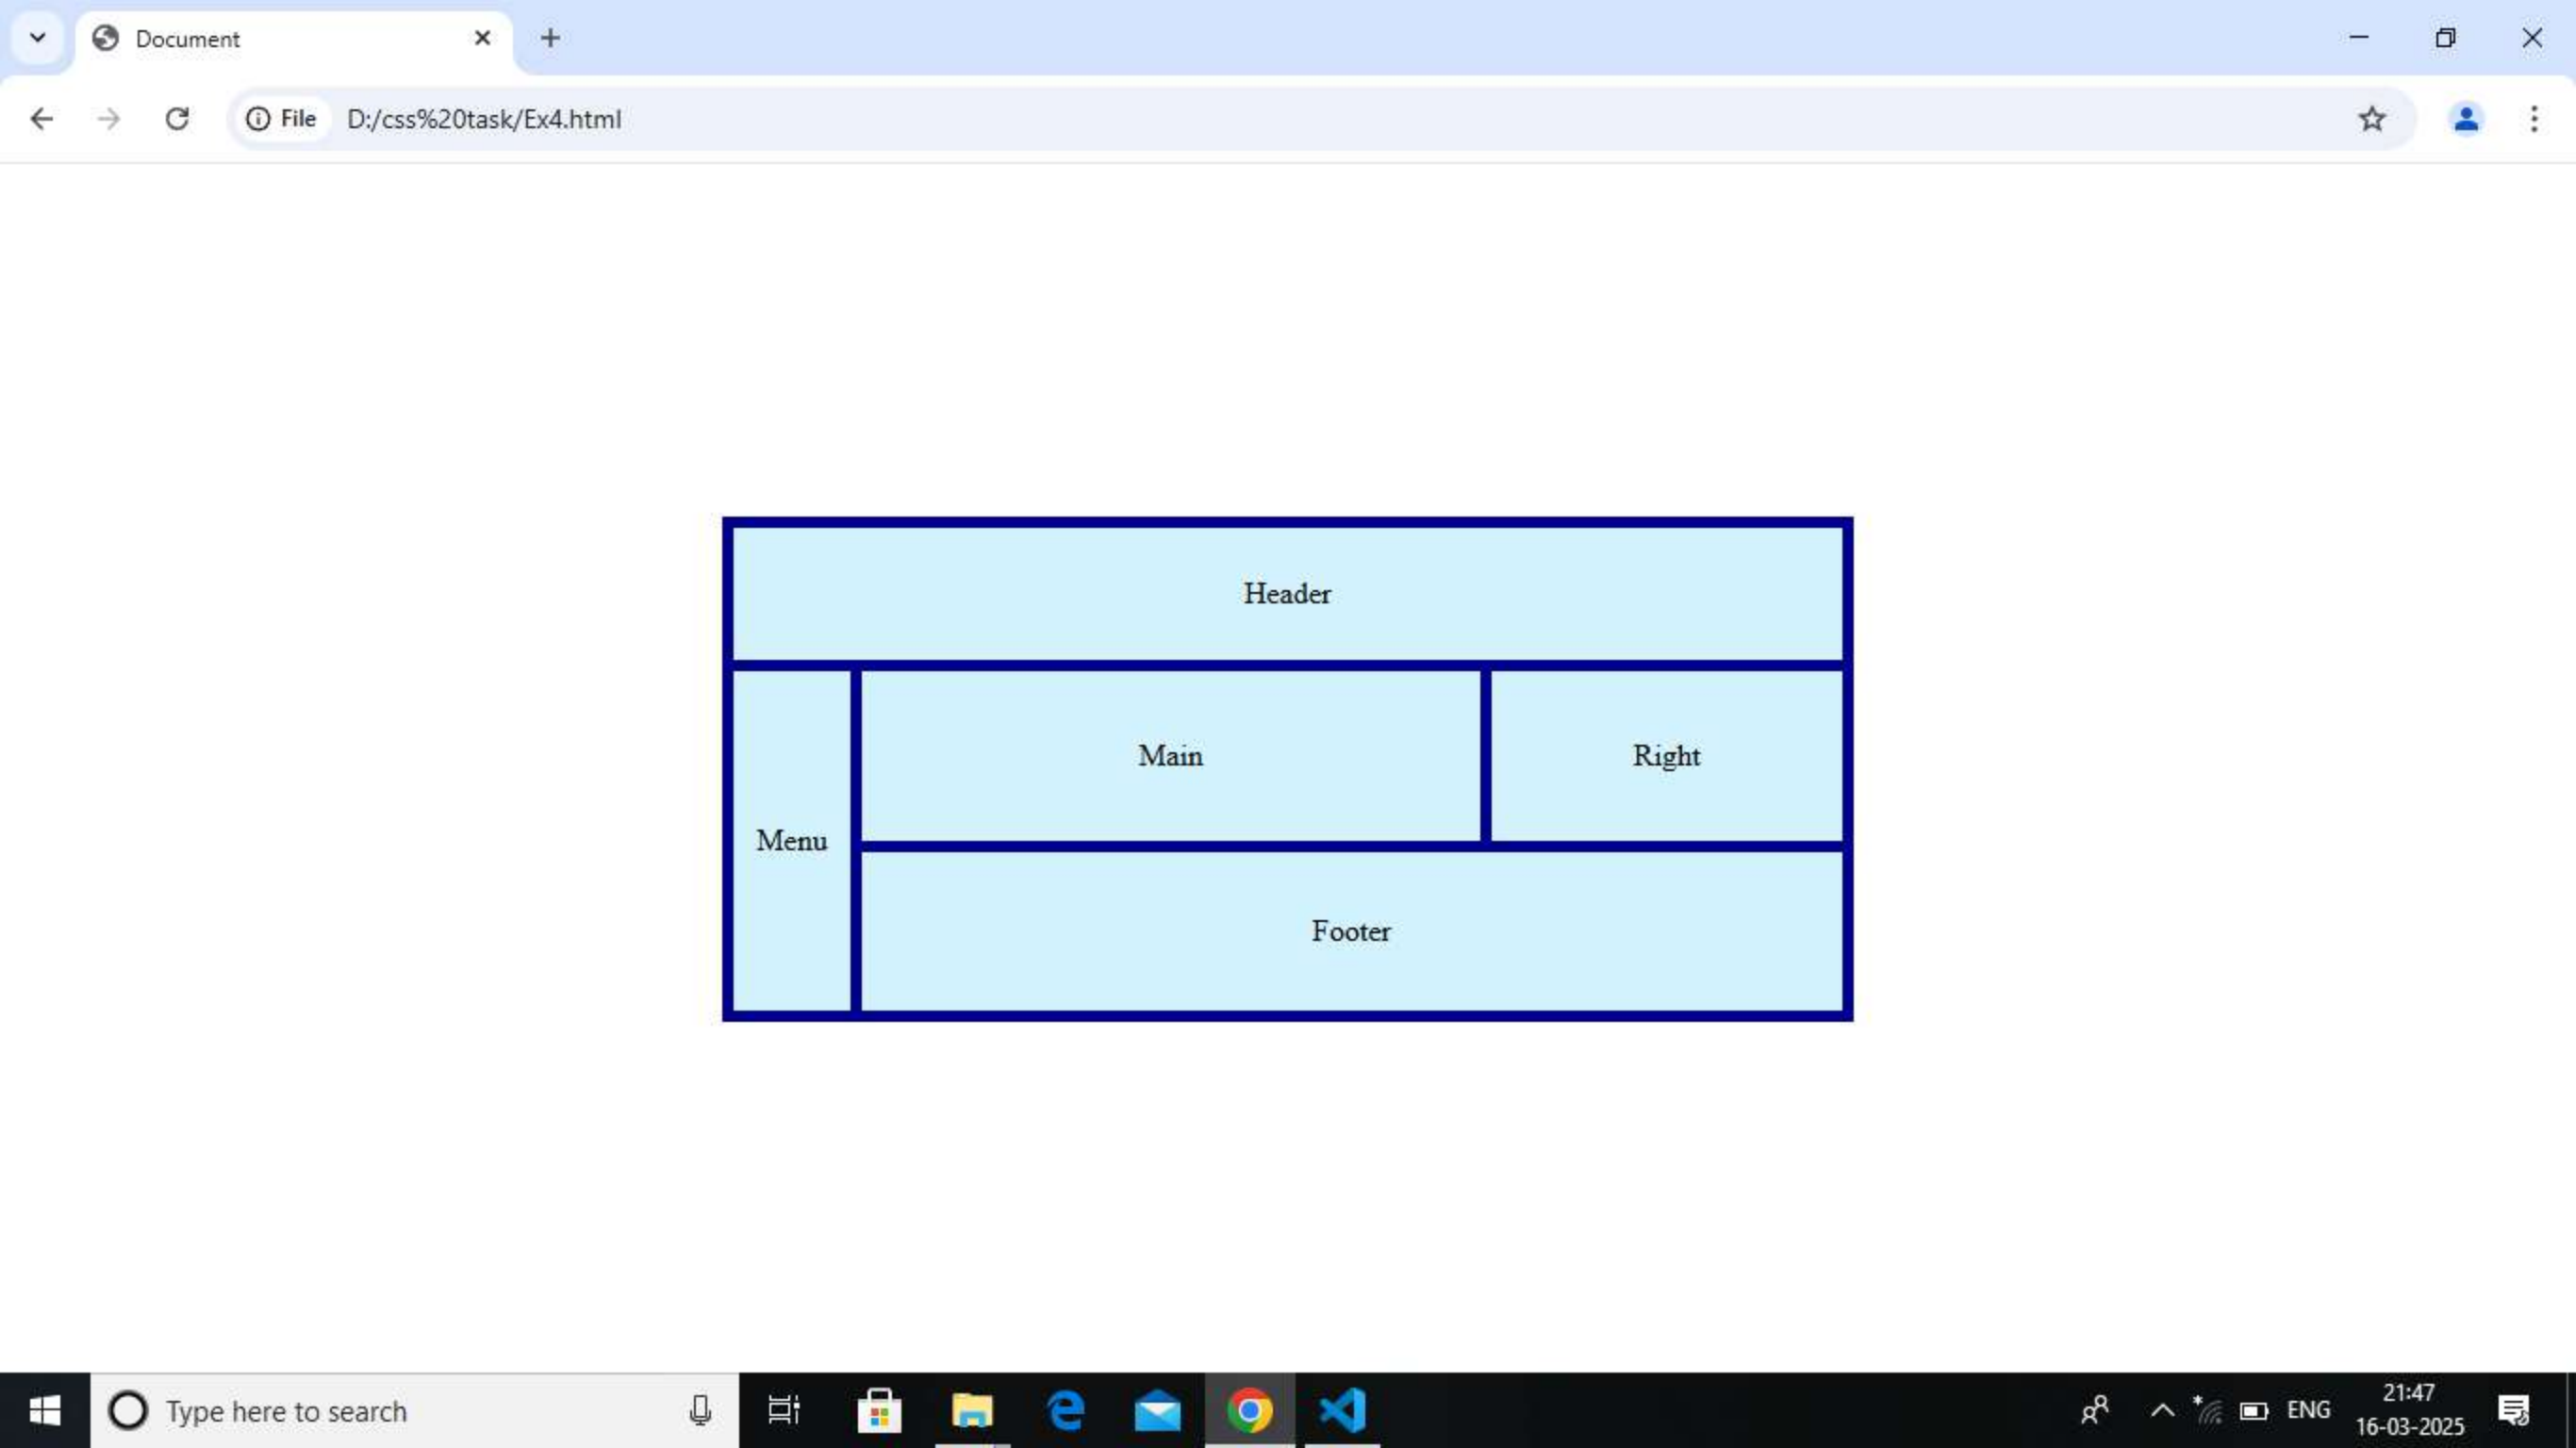 Document
File D:/css%20task/Ex4.html
Header
Main Right
Menu
Footer
Type here to search
ENG
21:47
16-03-2025